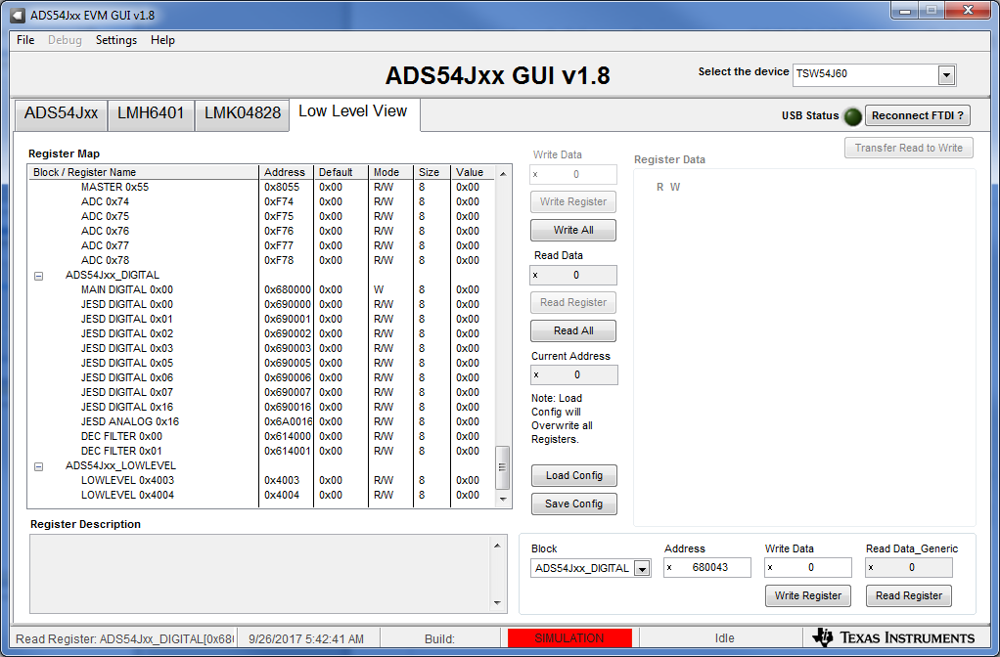 ADS54Jxx EVM GUI v1.8
File Debug Settings Help
ADS54Jxx GUI v1.8
Select the device TSW54J60
ADS54Jxx LMH6401 LMK04828 Low Level View
USB Status Reconnect FTDI ?
Transfer Read to Write
Register Map
Block / Register Name Address Default Mode Size Value
MASTER 0x55 0x8055 0x00 R/W 8 0x00
ADC 0x74 0xF74 0x00 R/W 8 0x00
ADC 0x75 0xF75 0x00 R/W 8 0x00
ADC 0x76 0xF76 0x00 R/W 8 0x00
ADC 0x77 0xF77 0x00 R/W 8 0x00
ADC 0x78 0xF78 0x00 R/W 8 0x00
ADS54Jxx_DIGITAL
MAIN DIGITAL 0x00 0x680000 0x00 W 8 0x00
JESD DIGITAL 0x00 0x690000 0x00 R/W 8 0x00
JESD DIGITAL 0x01 0x690001 0x00 R/W 8 0x00
JESD DIGITAL 0x02 0x690002 0x00 R/W 8 0x00
JESD DIGITAL 0x03 0x690003 0x00 R/W 8 0x00
JESD DIGITAL 0x05 0x690005 0x00 R/W 8 0x00
JESD DIGITAL 0x06 0x690006 0x00 R/W 8 0x00
JESD DIGITAL 0x07 0x690007 0x00 R/W 8 0x00
JESD DIGITAL 0x16 0x690016 0x00 R/W 8 0x00
JESD ANALOG 0x16 0x6A0016 0x00 R/W 8 0x00
DEC FILTER 0x00 0x614000 0x00 R/W 8 0x00
DEC FILTER 0x01 0x614001 0x00 R/W 8 0x00
ADS54Jxx_LOWLEVEL
LOWLEVEL 0x4003 0x4003 0x00 R/W 8 0x00
LOWLEVEL 0x4004 0x4004 0x00 R/W 8 0x00
Write Data
x 0
Write Register
Write All
Read Data
x 0
Read Register
Read All
Current Address
x 0
Note: Load
Config will
Overwrite all
Registers.
Load Config
Save Config
Register Data
R W
Register Description
Block Address Write Data Read Data_Generic
ADS54Jxx_DIGITAL x 680043 x 0 x 0
Write Register Read Register
Read Register: ADS54Jxx_DIGITAL[0x68 9/26/2017 5:42:41 AM Build: SIMULATION Idle TEXAS INSTRUMENTS